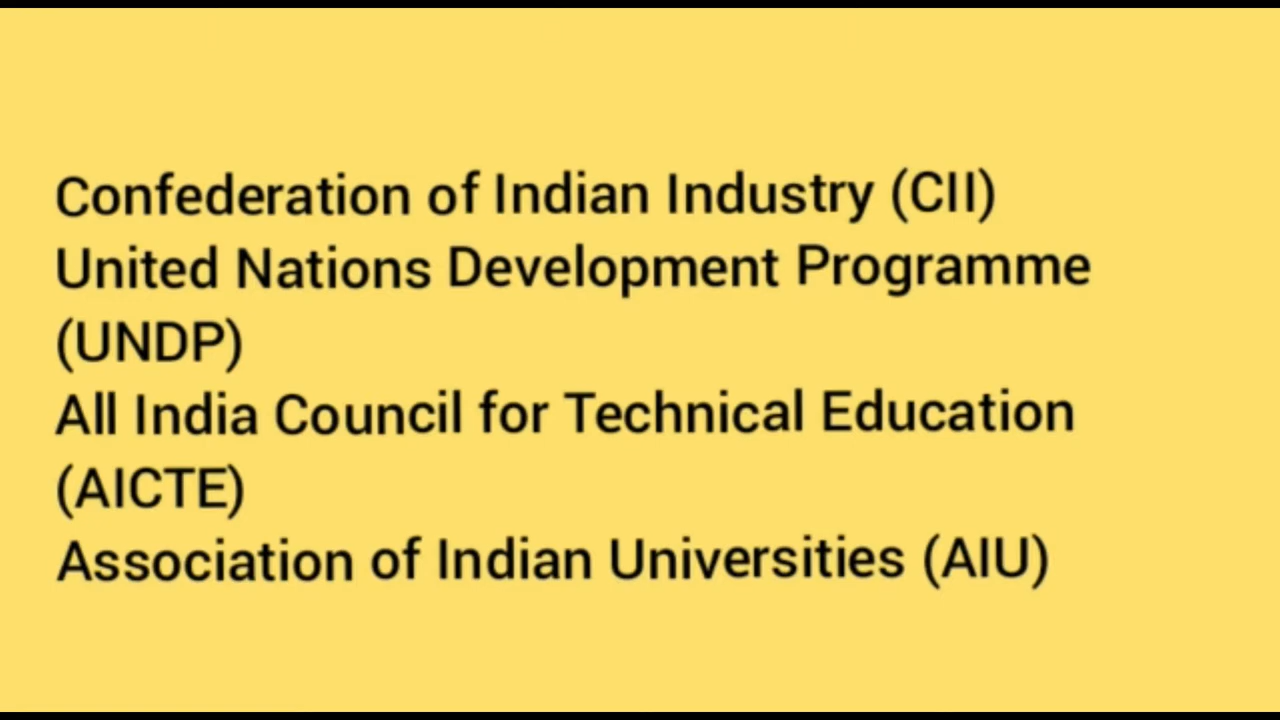 Confederation of Indian Industry (CII)
United Nations Development Programme
(UNDP)
All India Council for Technical Education
(AICTE)
Association of Indian Universities (AIU)